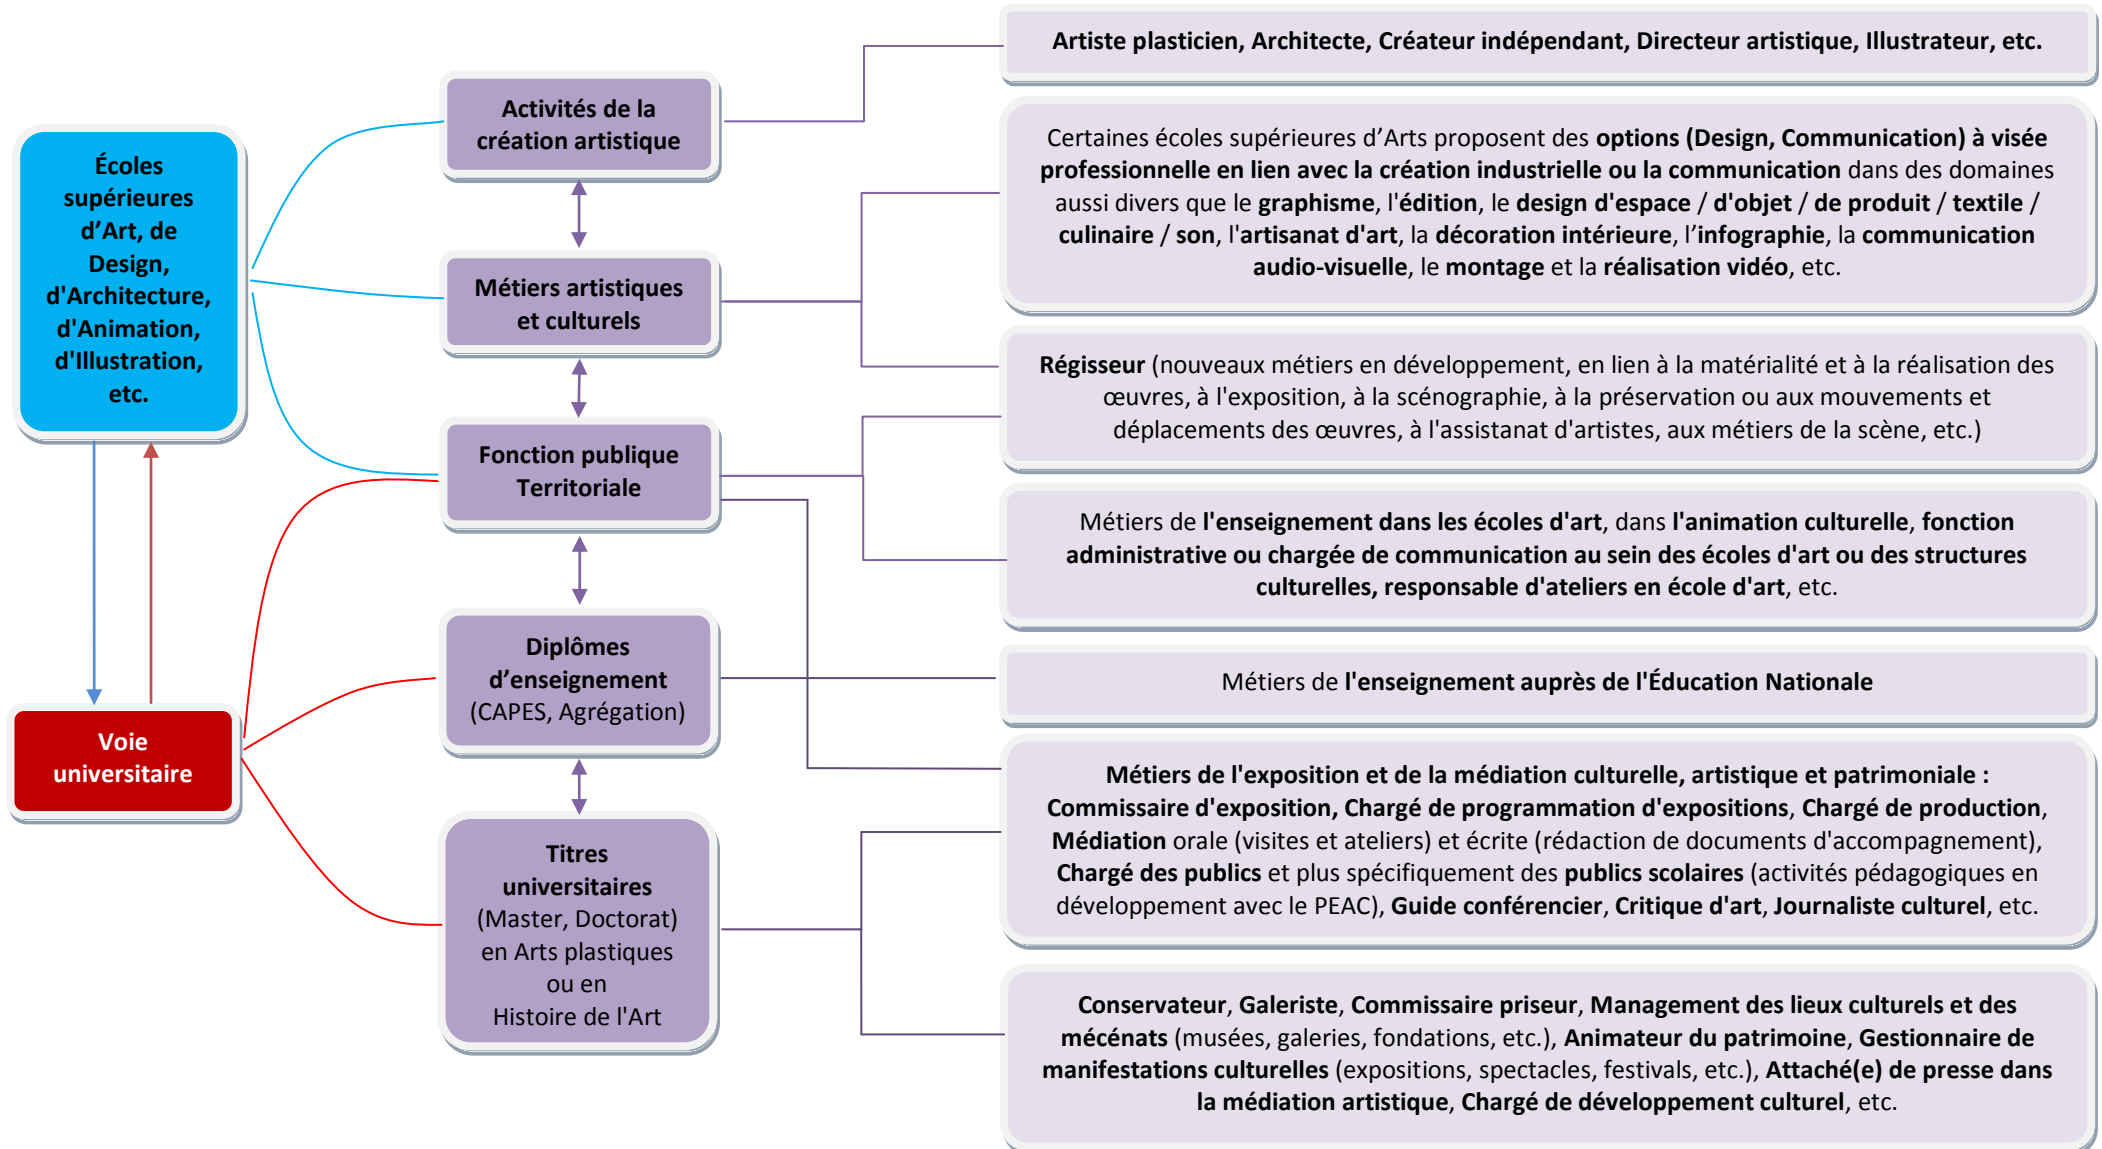 Écoles
supérieures
d’Art, de
Design,
d'Architecture,
d'Animation,
d'Illustration,
etc.
Voie
universitaire
Activités de la
création artistique
Métiers artistiques
et culturels
Fonction publique
Territoriale
Diplômes
d’enseignement
(CAPES, Agrégation)
Titres
universitaires
(Master, Doctorat)
en Arts plastiques
ou en
Histoire de l'Art
Artiste plasticien, Architecte, Créateur indépendant, Directeur artistique, Illustrateur, etc.
Certaines écoles supérieures d’Arts proposent des options (Design, Communication) à visée
professionnelle en lien avec la création industrielle ou la communication dans des domaines
aussi divers que le graphisme, l'édition, le design d'espace / d'objet / de produit / textile /
culinaire / son, l'artisanat d'art, la décoration intérieure, l’infographie, la communication
audio-visuelle, le montage et la réalisation vidéo, etc.
Régisseur (nouveaux métiers en développement, en lien à la matérialité et à la réalisation des
œuvres, à l'exposition, à la scénographie, à la préservation ou aux mouvements et
déplacements des œuvres, à l'assistanat d'artistes, aux métiers de la scène, etc.)
Métiers de l'enseignement dans les écoles d'art, dans l'animation culturelle, fonction
administrative ou chargée de communication au sein des écoles d'art ou des structures
culturelles, responsable d'ateliers en école d'art, etc.
Métiers de l'enseignement auprès de l'Éducation Nationale
Métiers de l'exposition et de la médiation culturelle, artistique et patrimoniale :
Commissaire d'exposition, Chargé de programmation d'expositions, Chargé de production,
Médiation orale (visites et ateliers) et écrite (rédaction de documents d'accompagnement),
Chargé des publics et plus spécifiquement des publics scolaires (activités pédagogiques en
développement avec le PEAC), Guide conférencier, Critique d'art, Journaliste culturel, etc.
Conservateur, Galeriste, Commissaire priseur, Management des lieux culturels et des
mécénats (musées, galeries, fondations, etc.), Animateur du patrimoine, Gestionnaire de
manifestations culturelles (expositions, spectacles, festivals, etc.), Attaché(e) de presse dans
la médiation artistique, Chargé de développement culturel, etc.